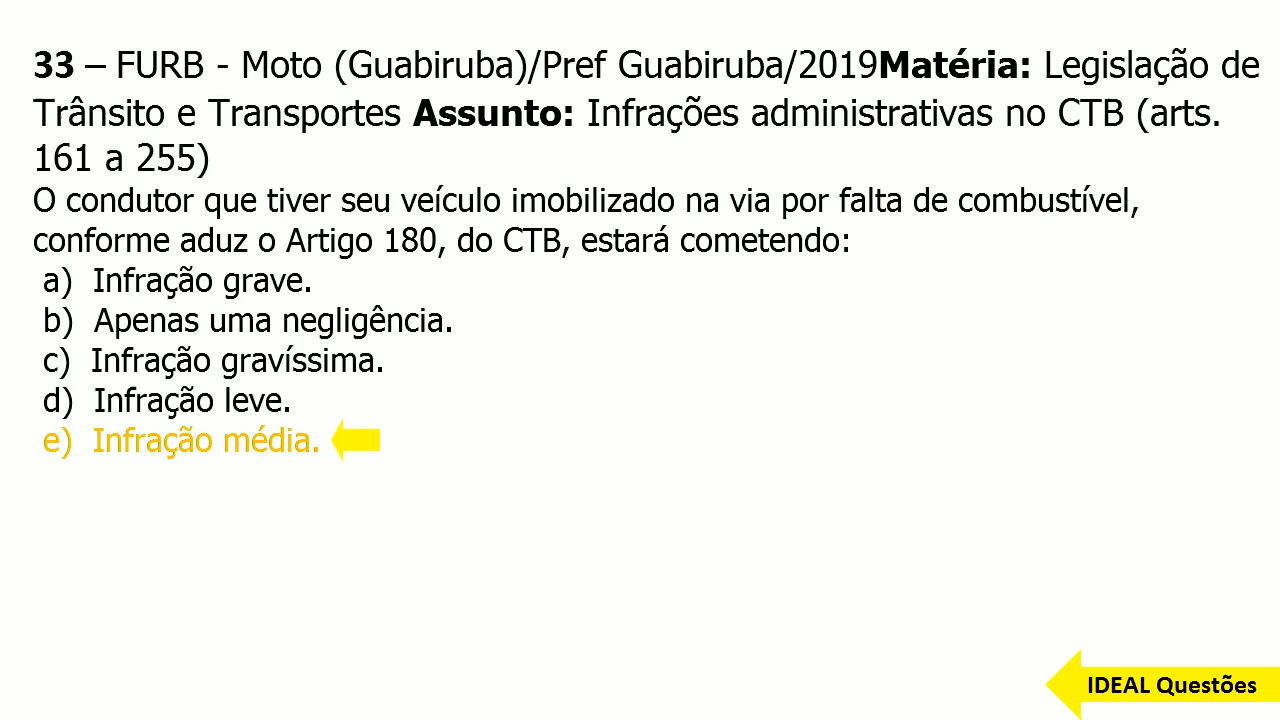 33 – FURB - Moto (Guabiruba)/Pref Guabiruba/2019Matéria: Legislação de
Trânsito e Transportes Assunto: Infrações administrativas no CTB (arts.
161 a 255)
O condutor que tiver seu veículo imobilizado na via por falta de combustível,
conforme aduz o Artigo 180, do CTB, estará cometendo:
a) Infração grave.
b) Apenas uma negligência.
c) Infração gravíssima.
d) Infração leve.
e) Infração média.
IDEAL Questões